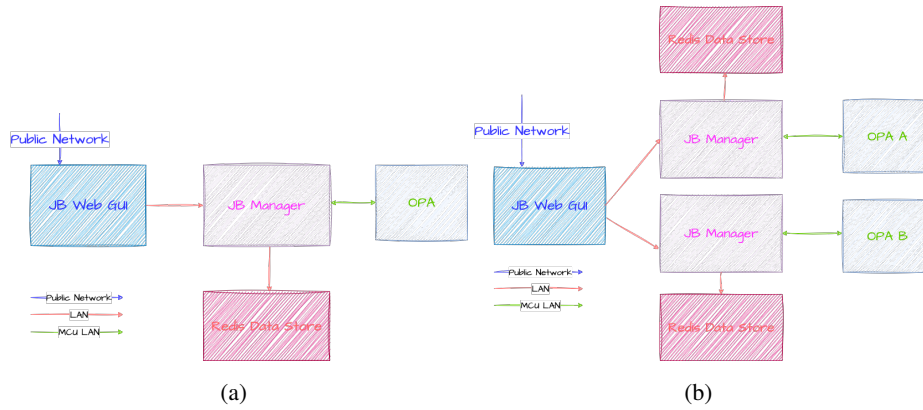 Public Network
JB Web GUI
JB Manager
OPA
Public Network
LAN
MCU LAN
Redis Data Store
(a)
Redis Data Store
Public Network
JB Manager
OPA A
JB Web GUI
JB Manager
OPA B
Public Network
LAN
MCU LAN
Redis Data Store
(b)